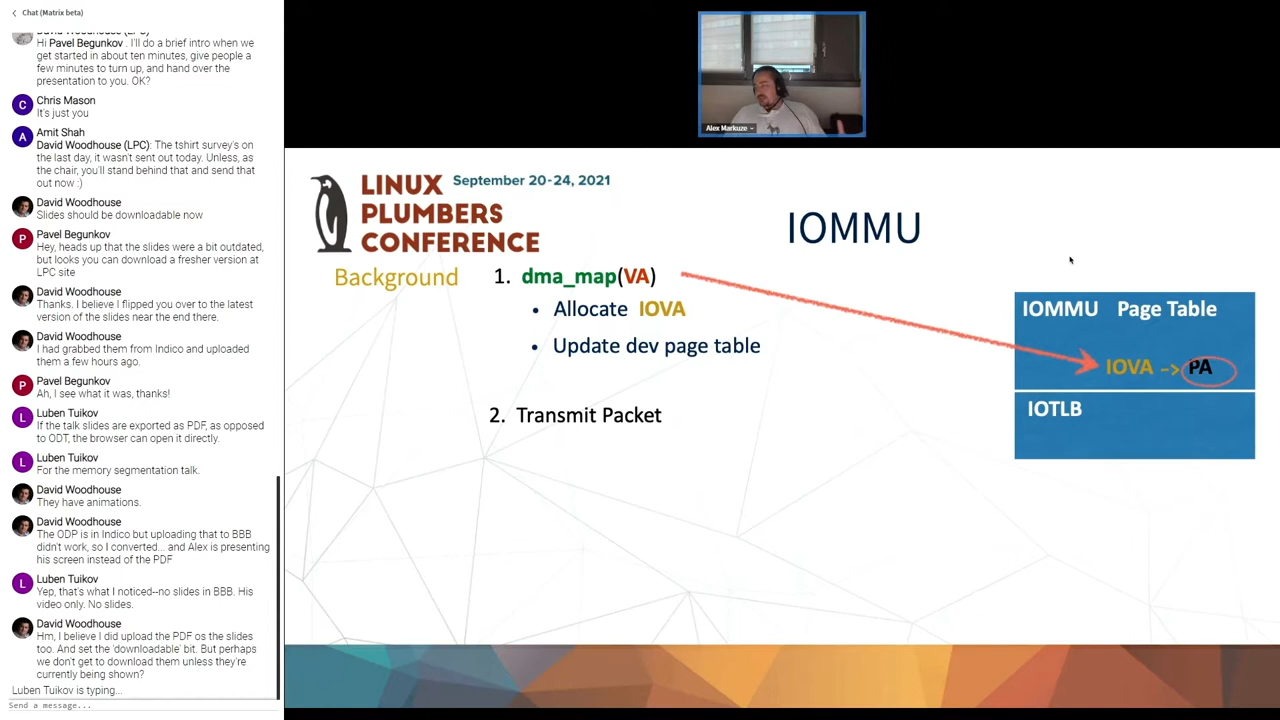 Chat (Matrix beta)
David Woodhouse (LPC)
Hi Pavel Begunkov . I'll do a brief intro when we
get started in about ten minutes, give people a
few minutes to turn up, and hand over the
presentation to you. OK?
C
Chris Mason
It's just you
A
Amit Shah
David Woodhouse (LPC): The tshirt survey's on
the last day, it wasn't sent out today. Unless, as
the chair, you'll stand behind that and send that
out now :)
David Woodhouse
Slides should be downloadable now
P
Pavel Begunkov
Hey, heads up that the slides were a bit outdated,
but looks you can download a fresher version at
LPC site
David Woodhouse
Thanks. I believe I flipped you over to the latest
version of the slides near the end there.
David Woodhouse
I had grabbed them from Indico and uploaded
them a few hours ago.
P
Pavel Begunkov
Ah, I see what it was, thanks!
L
Luben Tuikov
If the talk slides are exported as PDF, as opposed
to ODT, the browser can open it directly.
L
Luben Tuikov
For the memory segmentation talk.
David Woodhouse
They have animations.
David Woodhouse
The ODP is in Indico but uploading that to BBB
didn't work, so I converted... and Alex is presenting
his screen instead of the PDF
L
Luben Tuikov
Yep, that's what I noticed--no slides in BBB. His
video only. No slides.
David Woodhouse
Hm, I believe I did upload the PDF os the slides
too. And set the 'downloadable' bit. But perhaps
we don't get to download them unless they're
currently being shown?
Luben Tuikov is typing...
Send a message...
Alex Markuze
LINUX
PLUMBERS
CONFERENCE
September 20-24, 2021
IOMMU
Background
1. dma_map(VA)
• Allocate IOVA
• Update dev page table
2. Transmit Packet
IOMMU Page Table
IOVA -> PA
IOTLB